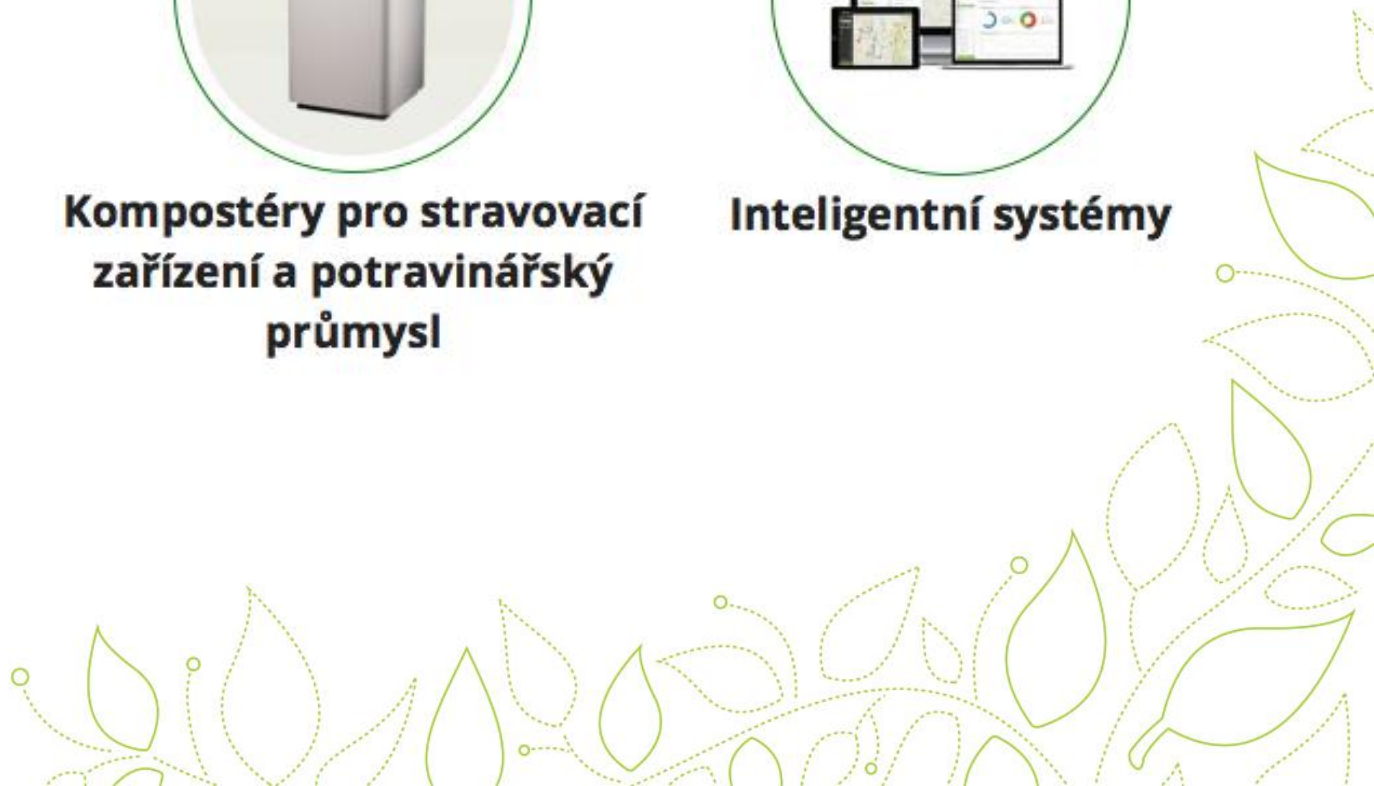 Kompostéry pro stravovací
zařízení a potravinářský
průmysl
Inteligentní systémy